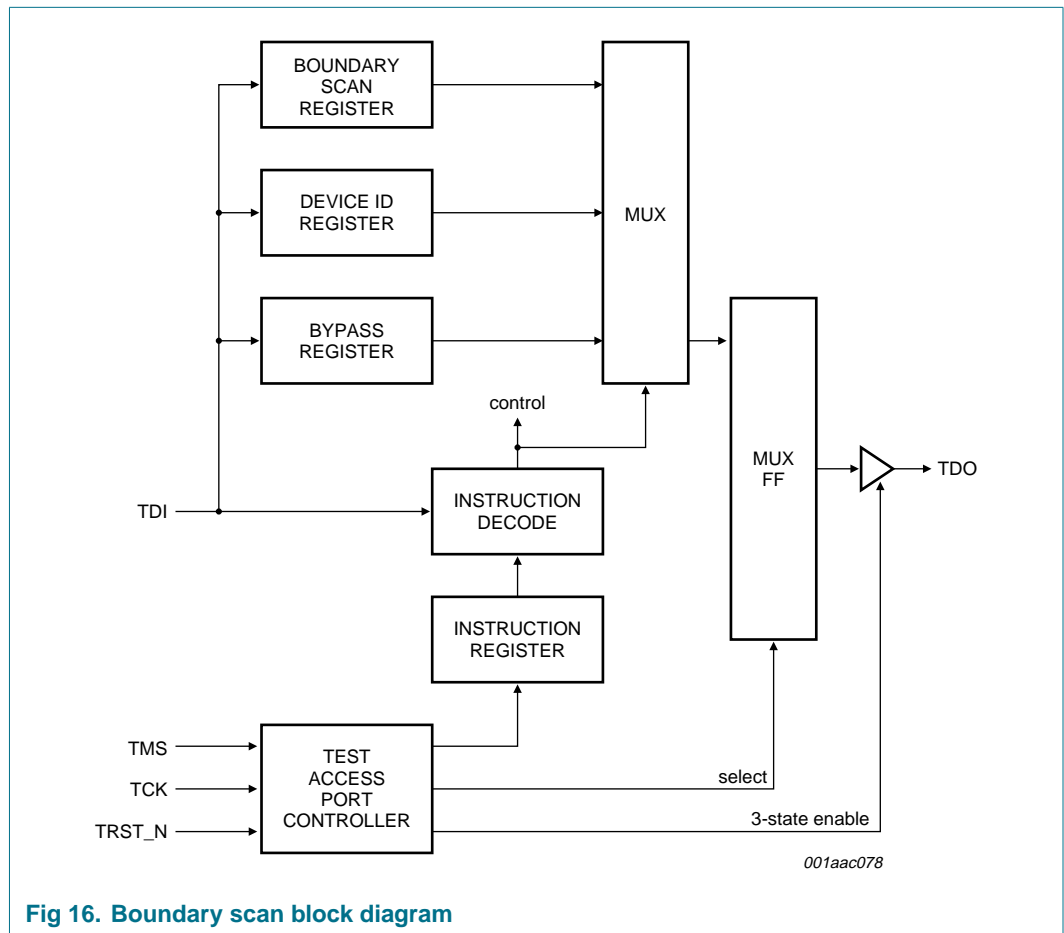 BOUNDARY
SCAN
REGISTER
DEVICE ID
REGISTER
MUX
BYPASS
REGISTER
control
MUX
FF
TDO
TDI
INSTRUCTION
DECODE
INSTRUCTION
REGISTER
TMS
TCK
TRST_N
TEST
ACCESS
PORT
CONTROLLER
select
3-state enable
001aac078
Fig 16. Boundary scan block diagram